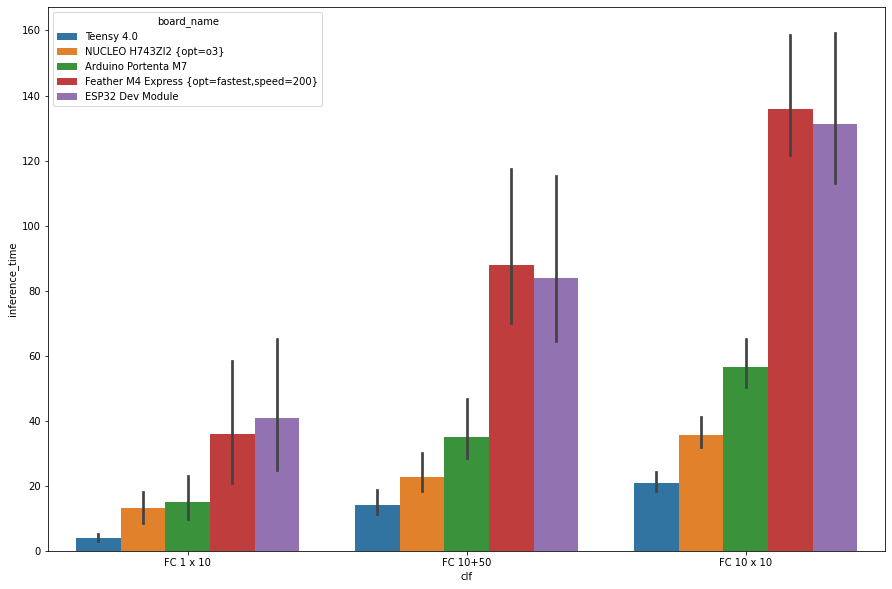 board_name
Teensy 4.0
NUCLEO H743ZI2 {opt=o3}
Arduino Portenta M7
Feather M4 Express {opt=fastest,speed=200}
ESP32 Dev Module
160
140
120
100
80
60
40
20
0
inference_time
FC 1 x 10
FC 10+50
FC 10 x 10
clf